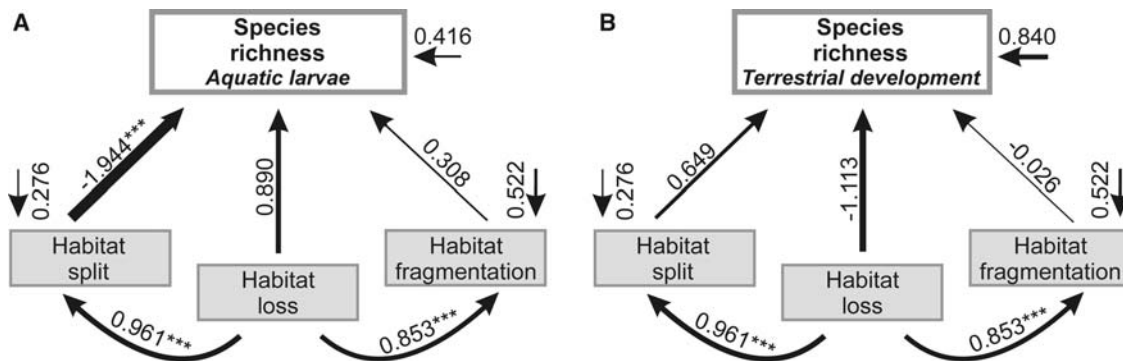 A
Species
richness
Aquatic larvae
0.416
-1.944***
0.890
0.308
0.276
0.522
Habitat
split
Habitat
loss
Habitat
fragmentation
0.961***
0.853***
B
Species
richness
Terrestrial development
0.840
0.649
-1.113
-0.026
0.276
0.522
Habitat
split
Habitat
loss
Habitat
fragmentation
0.961***
0.853***